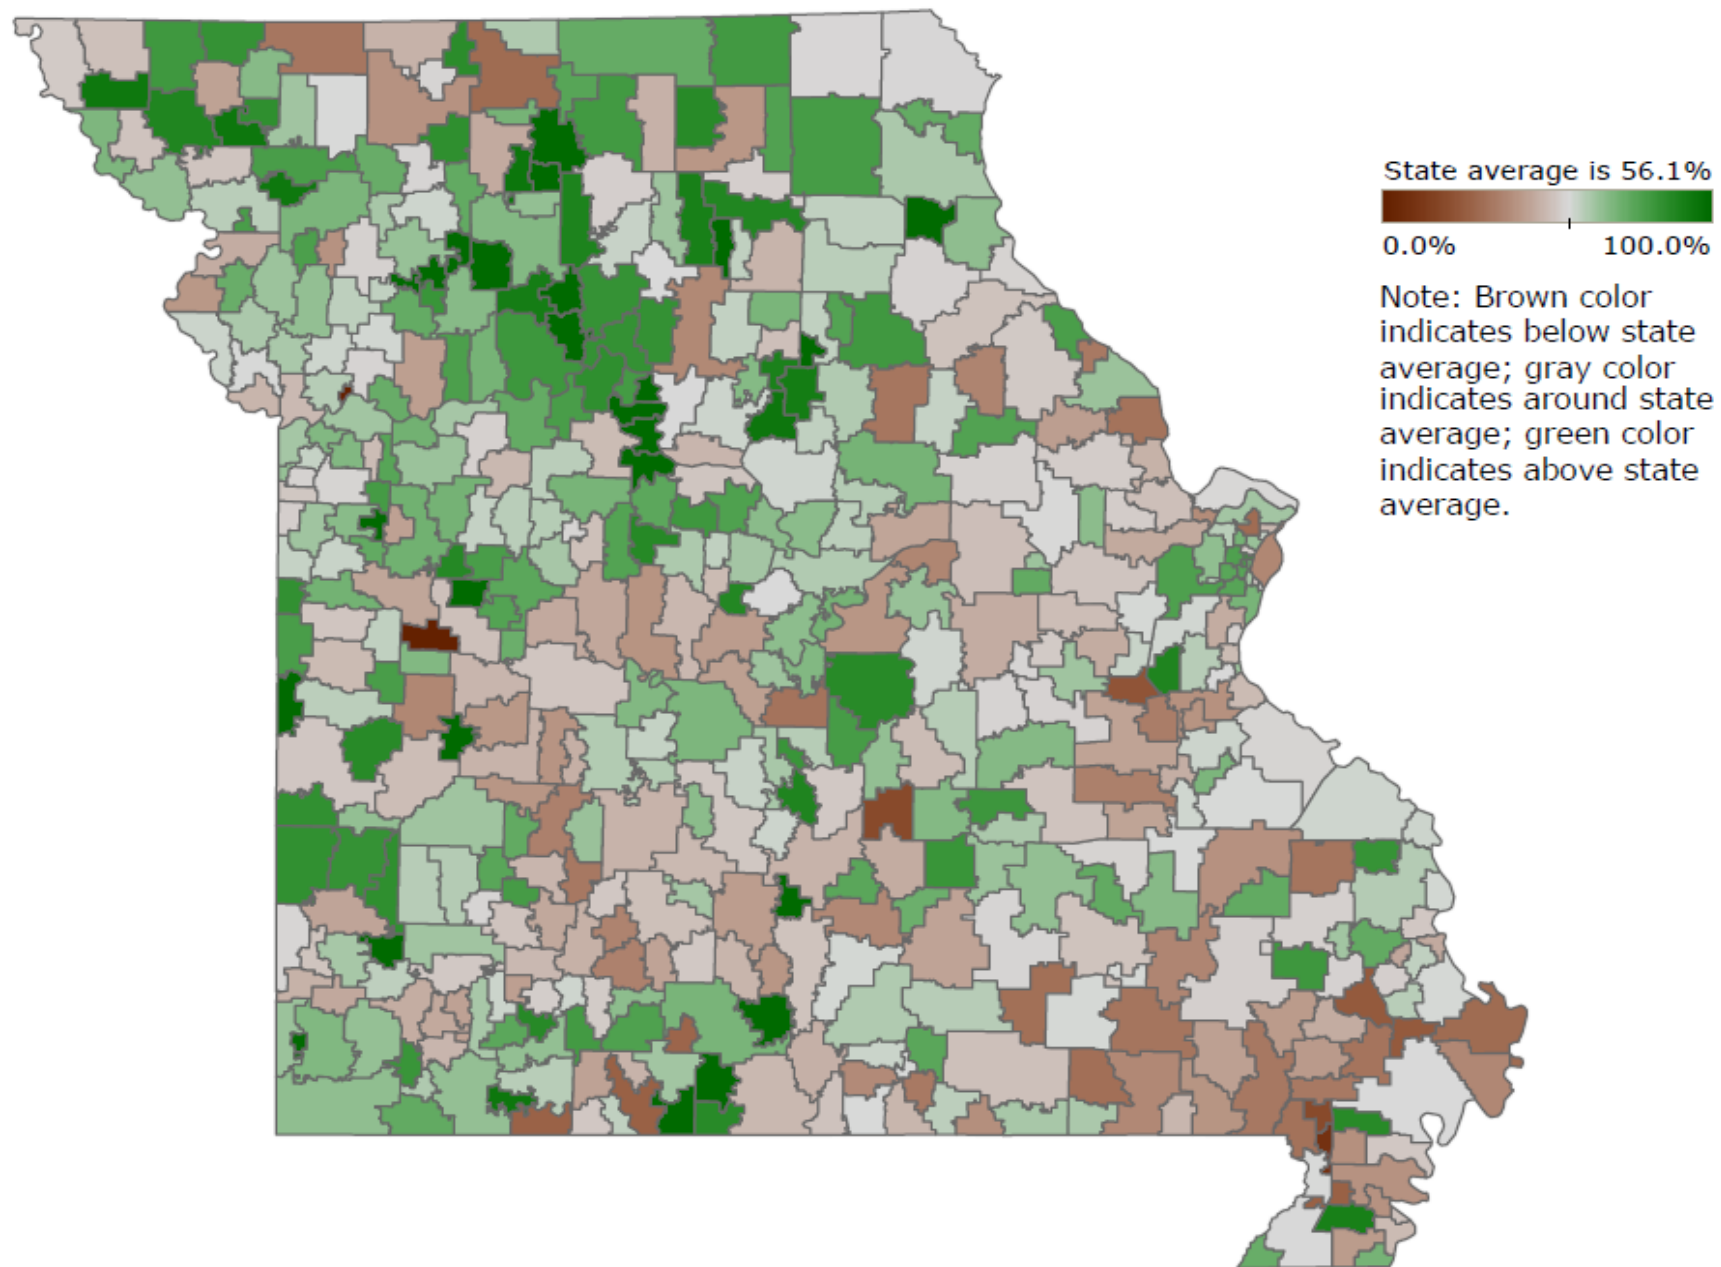 State average is 56.1%
0.0% 100.0%
Note: Brown color
indicates below state
average; gray color
indicates around state
average; green color
indicates above state
average.